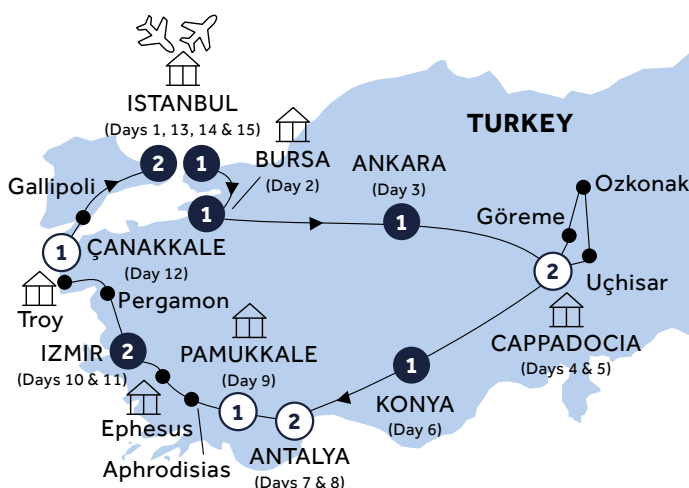 ISTANBUL
(Days 1, 13, 14 & 15)
TURKEY
2
1
BURSA
(Day 2)
1
ANKARA
(Day 3)
1
Gallipoli
Ozkonak
Göreme
Uçhisar
2
CAPPADOCIA
(Days 4 & 5)
1
ÇANAKKALE
(Day 12)
Troy
Pergamon
IZMIR
(Days 10 & 11)
2
PAMUKKALE
(Day 9)
1
Ephesus
Aphrodisias
2
ANTALYA
(Days 7 & 8)
1
KONYA
(Day 6)